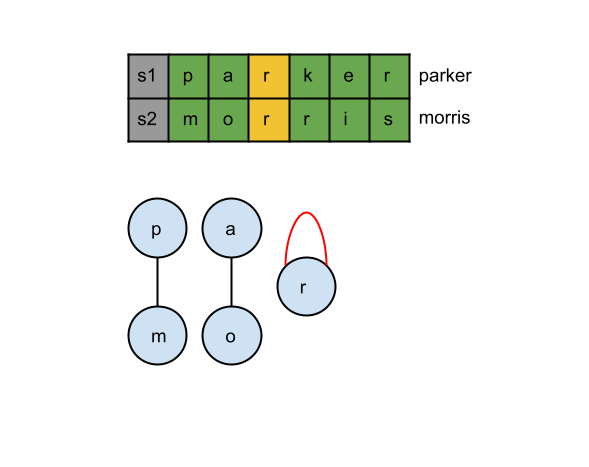 s1 p a r k e r parker
s2 m o r r i s morris
p a
r
m o